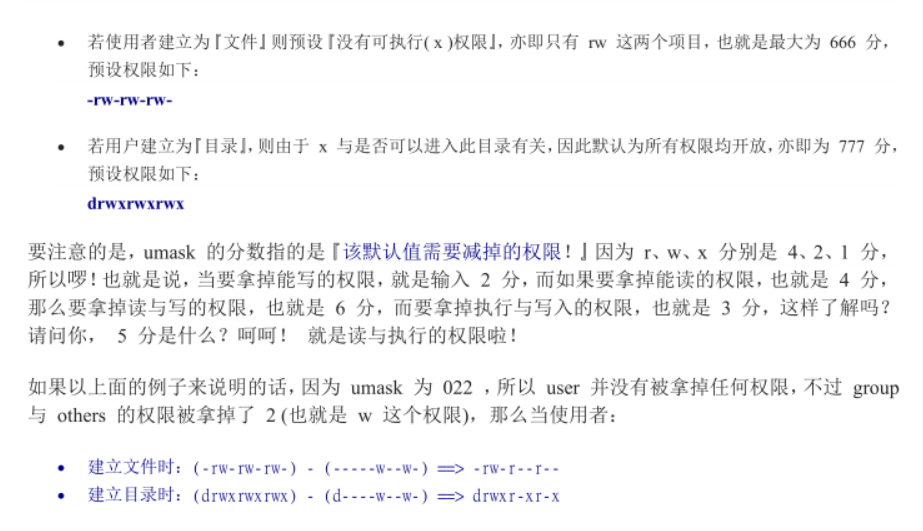 • 若使用者建立为『文件』则预设『没有可执行( x )权限』，亦即只有 rw 这两个项目，也就是最大为 666 分，
预设权限如下：
-rw-rw-rw-
• 若用户建立为『目录』，则由于 x 与是否可以进入此目录有关，因此默认为所有权限均开放，亦即为 777 分，
预设权限如下：
drwxrwxrwx
要注意的是，umask 的分数指的是『该默认值需要减掉的权限！』因为 r、w、x 分别是 4、2、1 分，
所以啰！也就是说，当要拿掉能写的权限，就是输入 2 分，而如果要拿掉能读的权限，也就是 4 分，
那么要拿掉读与写的权限，也就是 6 分，而要拿掉执行与写入的权限，也就是 3 分，这样了解吗？
请问你， 5 分是什么？呵呵！ 就是读与执行的权限啦！
如果以上面的例子来说明的话，因为 umask 为 022 ，所以 user 并没有被拿掉任何权限，不过 group
与 others 的权限被拿掉了 2 (也就是 w 这个权限)，那么当使用者：
• 建立文件时：(-rw-rw-rw-) - (-----w--w-) ==> -rw-r--r--
• 建立目录时：(drwxrwxrwx) - (d----w--w-) ==> drwxr-xr-x